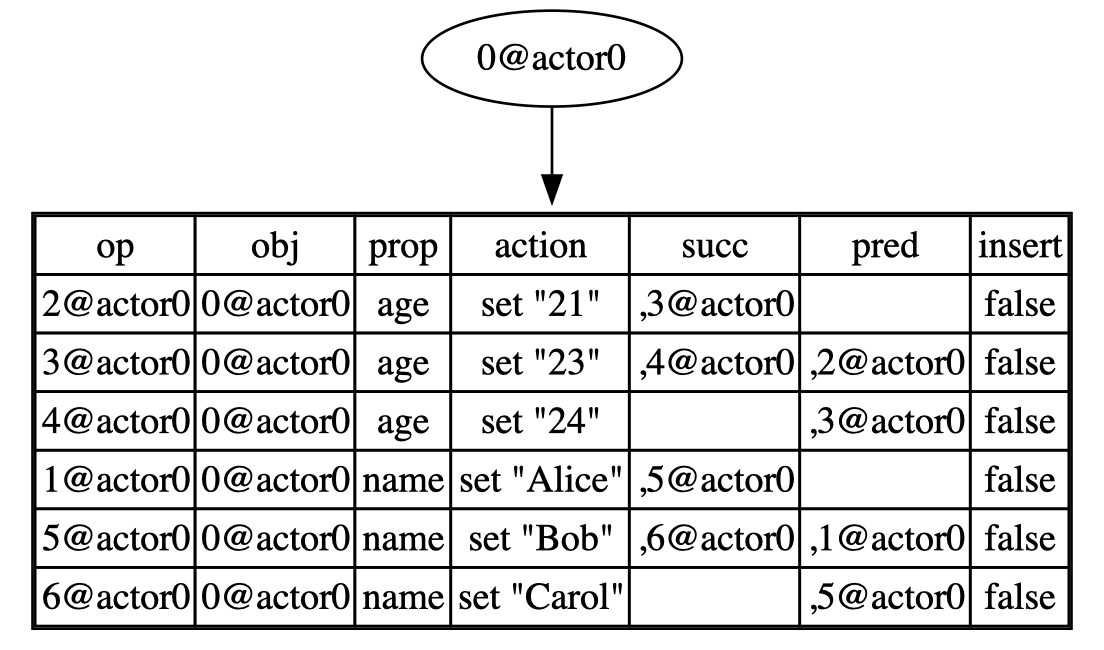 0@actor0
op obj prop action succ pred insert
2@actor0 0@actor0 age set "21" ,3@actor0 false
3@actor0 0@actor0 age set "23" ,4@actor0 ,2@actor0 false
4@actor0 0@actor0 age set "24" ,3@actor0 false
1@actor0 0@actor0 name set "Alice" ,5@actor0 false
5@actor0 0@actor0 name set "Bob" ,6@actor0 ,1@actor0 false
6@actor0 0@actor0 name set "Carol" ,5@actor0 false